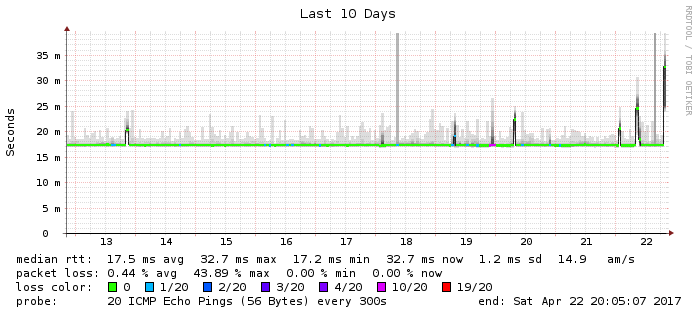 Last 10 Days
RRDTOOL / TOBI OETIKER
Seconds
35 m
30 m
25 m
20 m
15 m
10 m
5 m
0
13 14 15 16 17 18 19 20 21 22
median rtt: 17.5 ms avg 32.7 ms max 17.2 ms min 32.7 ms now 1.2 ms sd 14.9 am/s
packet loss: 0.44 % avg 43.89 % max 0.00 % min 0.00 % now
loss color: 0 1/20 2/20 3/20 4/20 10/20 19/20
probe: 20 ICMP Echo Pings (56 Bytes) every 300s end: Sat Apr 22 20:05:07 2017